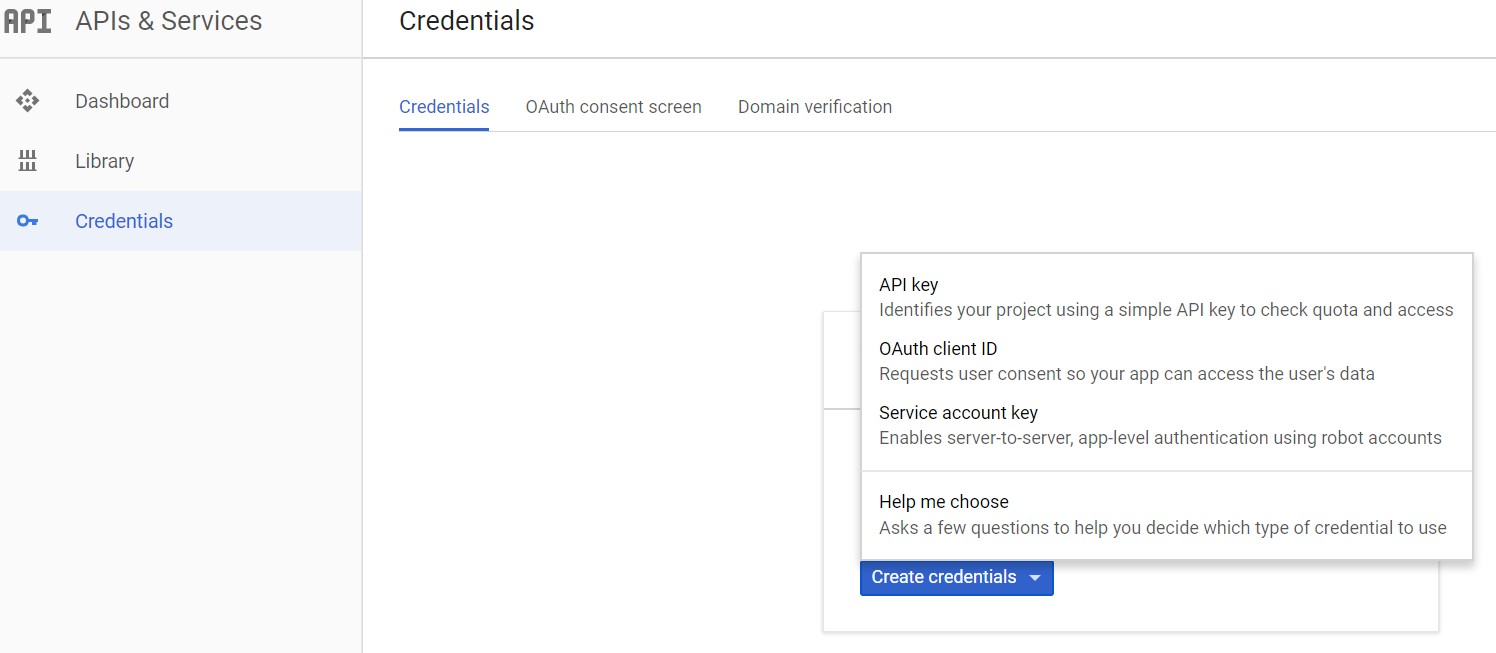 API APIs & Services
Credentials
Dashboard
Library
Credentials
Credentials OAuth consent screen Domain verification
API key
Identifies your project using a simple API key to check quota and access
OAuth client ID
Requests user consent so your app can access the user's data
Service account key
Enables server-to-server, app-level authentication using robot accounts
Help me choose
Asks a few questions to help you decide which type of credential to use
Create credentials